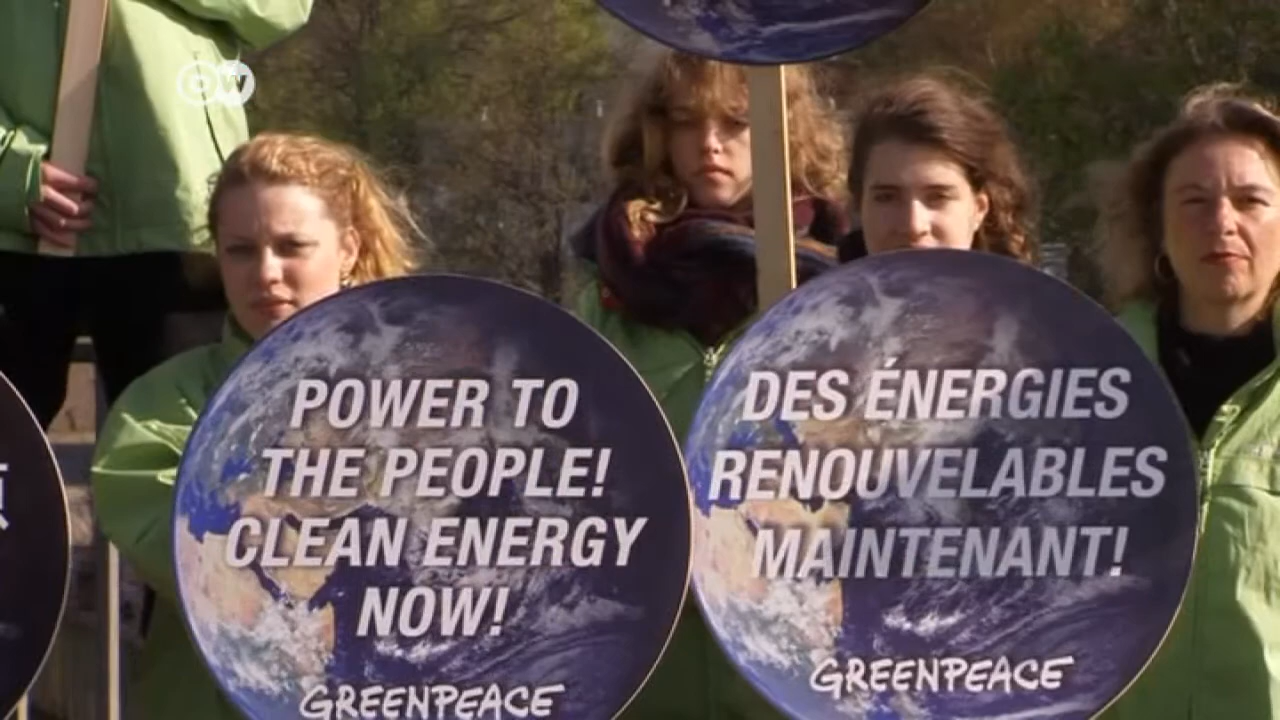 DW
POWER TO
THE PEOPLE!
CLEAN ENERGY
NOW!
GREENPEACE
DES ÉNERGIES
RENOUVELABLES
MAINTENANT!
GREENPEACE